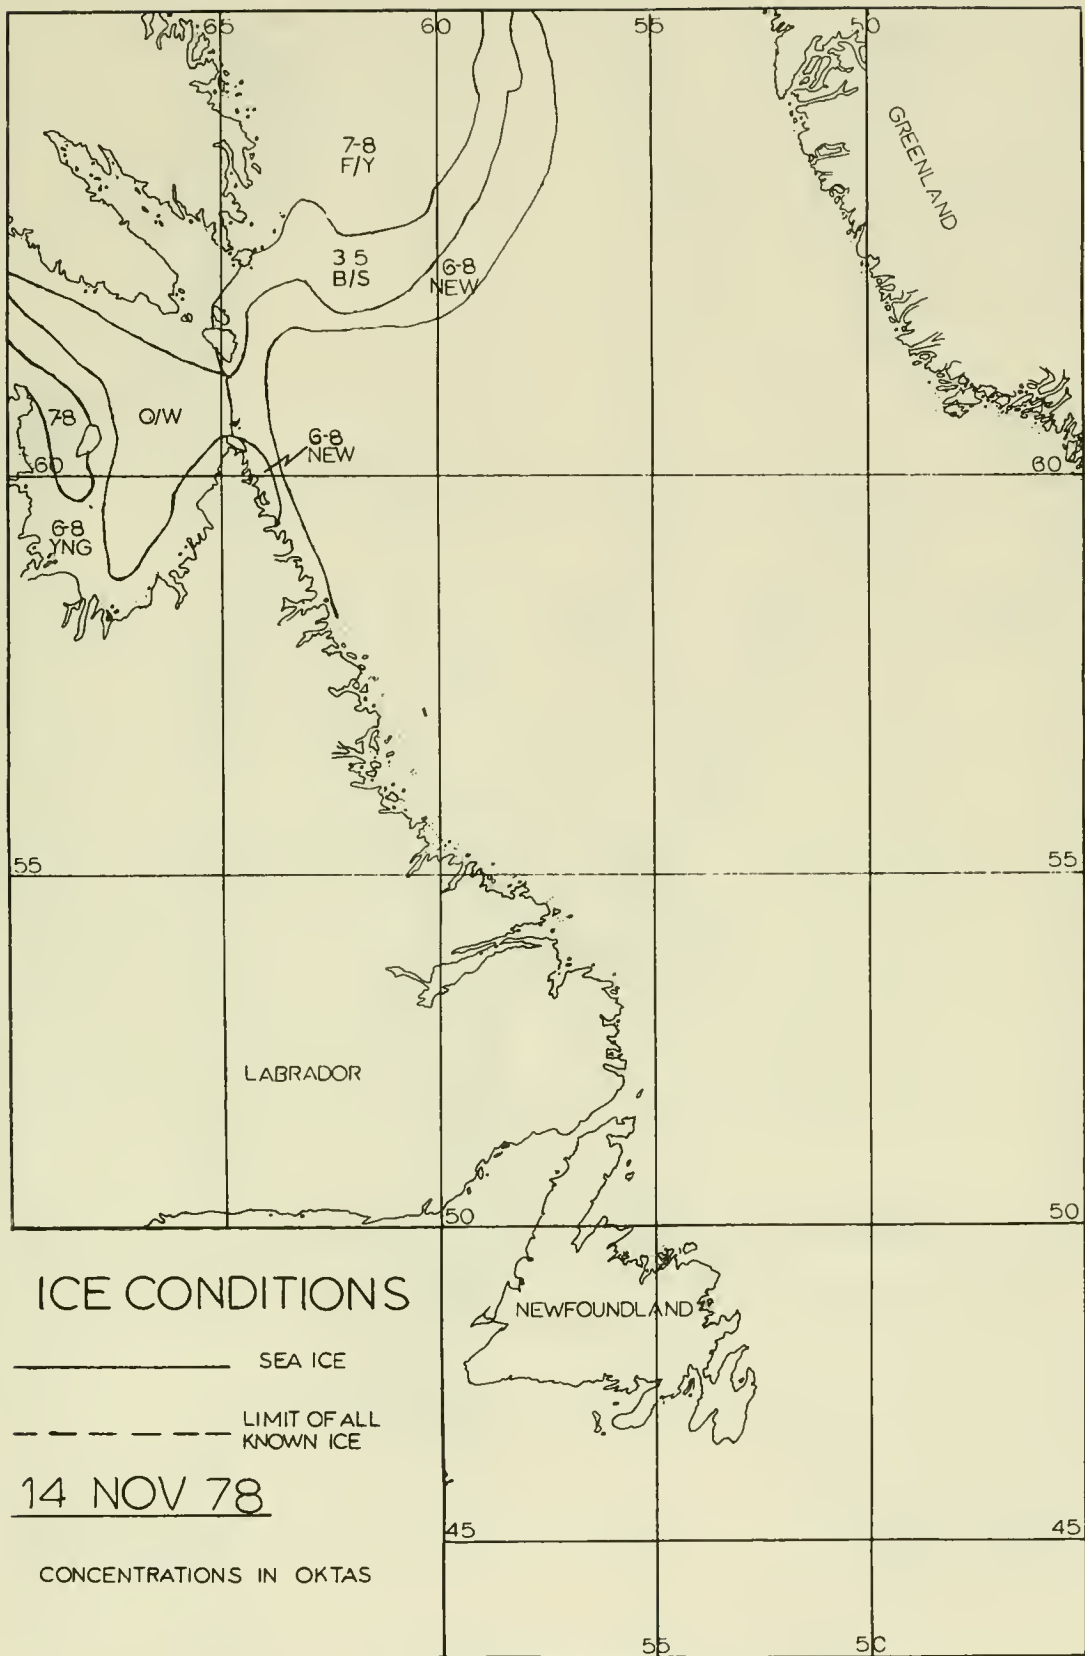 65 60 55 50
GREENLAND
7-8
F/Y
3 5
B/S
6-8
NEW
7-8
O/W
6-8
NEW
60 60
6-8
YNG
55 55
LABRADOR
50 50
ICE CONDITIONS
NEWFOUNDLAND
SEA ICE
LIMIT OF ALL
KNOWN ICE
14 NOV 78
45 45
CONCENTRATIONS IN OKTAS
55 50